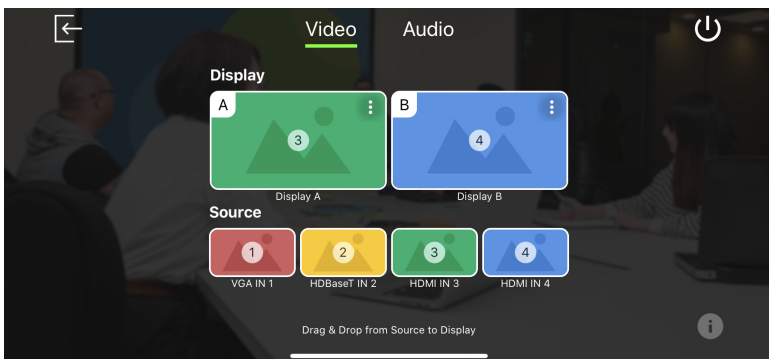 Video Audio
Display
A 3 B 4
Display A Display B
Source
1 2 3 4
VGA IN 1 HDBaseT IN 2 HDMI IN 3 HDMI IN 4
Drag & Drop from Source to Display
i